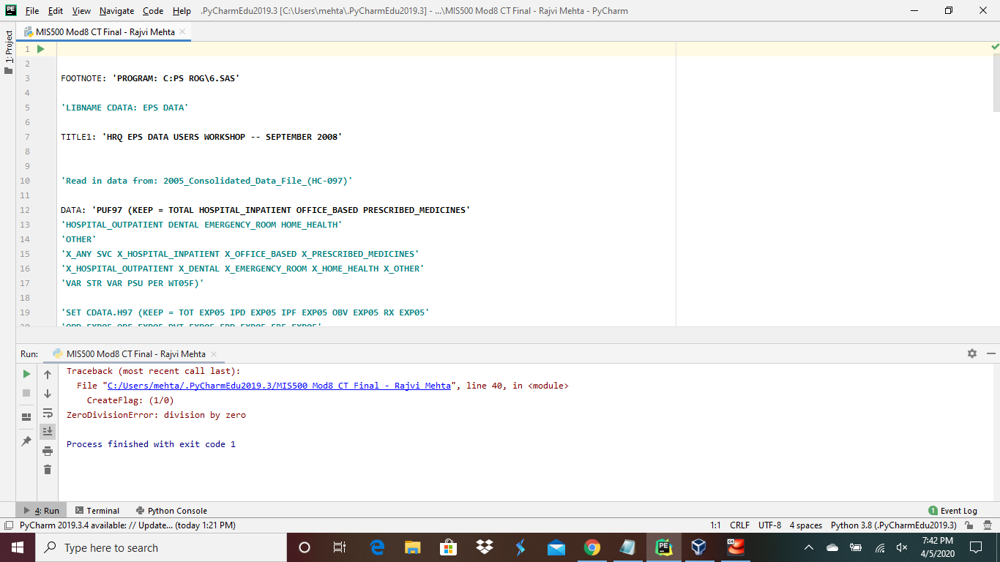 PE File Edit View Navigate Code Help .PyCharmEdu2019.3 [C:\Users\mehta\.PyCharmEdu2019.3] - ...\MIS500 Mod8 CT Final - Rajvi Mehta - PyCharm
MIS500 Mod8 CT Final - Rajvi Mehta
1: Project
1
2
3 FOOTNOTE: 'PROGRAM: C:PS ROG\6.SAS'
4
5 'LIBNAME CDATA: EPS DATA'
6
7 TITLE1: 'HRQ EPS DATA USERS WORKSHOP -- SEPTEMBER 2008'
8
9
10 'Read in data from: 2005_Consolidated_Data_File_(HC-097)'
11
12 DATA: 'PUF97 (KEEP = TOTAL HOSPITAL_INPATIENT OFFICE_BASED PRESCRIBED_MEDICINES'
13 'HOSPITAL_OUTPATIENT DENTAL EMERGENCY_ROOM HOME_HEALTH'
14 'OTHER'
15 'X_ANY SVC X_HOSPITAL_INPATIENT X_OFFICE_BASED X_PRESCRIBED_MEDICINES'
16 'X_HOSPITAL_OUTPATIENT X_DENTAL X_EMERGENCY_ROOM X_HOME_HEALTH X_OTHER'
17 'VAR STR VAR PSU PER WT05F)'
18
19 'SET CDATA.H97 (KEEP = TOT EXP05 IPD EXP05 IPF EXP05 OBV EXP05 RX EXP05'
Run: MIS500 Mod8 CT Final - Rajvi Mehta
Traceback (most recent call last):
File "C:/Users/mehta/.PyCharmEdu2019.3/MIS500 Mod8 CT Final - Rajvi Mehta", line 40, in <module>
CreateFlag: (1/0)
ZeroDivisionError: division by zero
Process finished with exit code 1
4: Run Terminal Python Console 1 Event Log
PyCharm 2019.3.4 available: // Update... (today 1:21 PM) 1:1 CRLF UTF-8 4 spaces Python 3.8 (.PyCharmEdu2019.3)
Type here to search
7:42 PM
4/5/2020